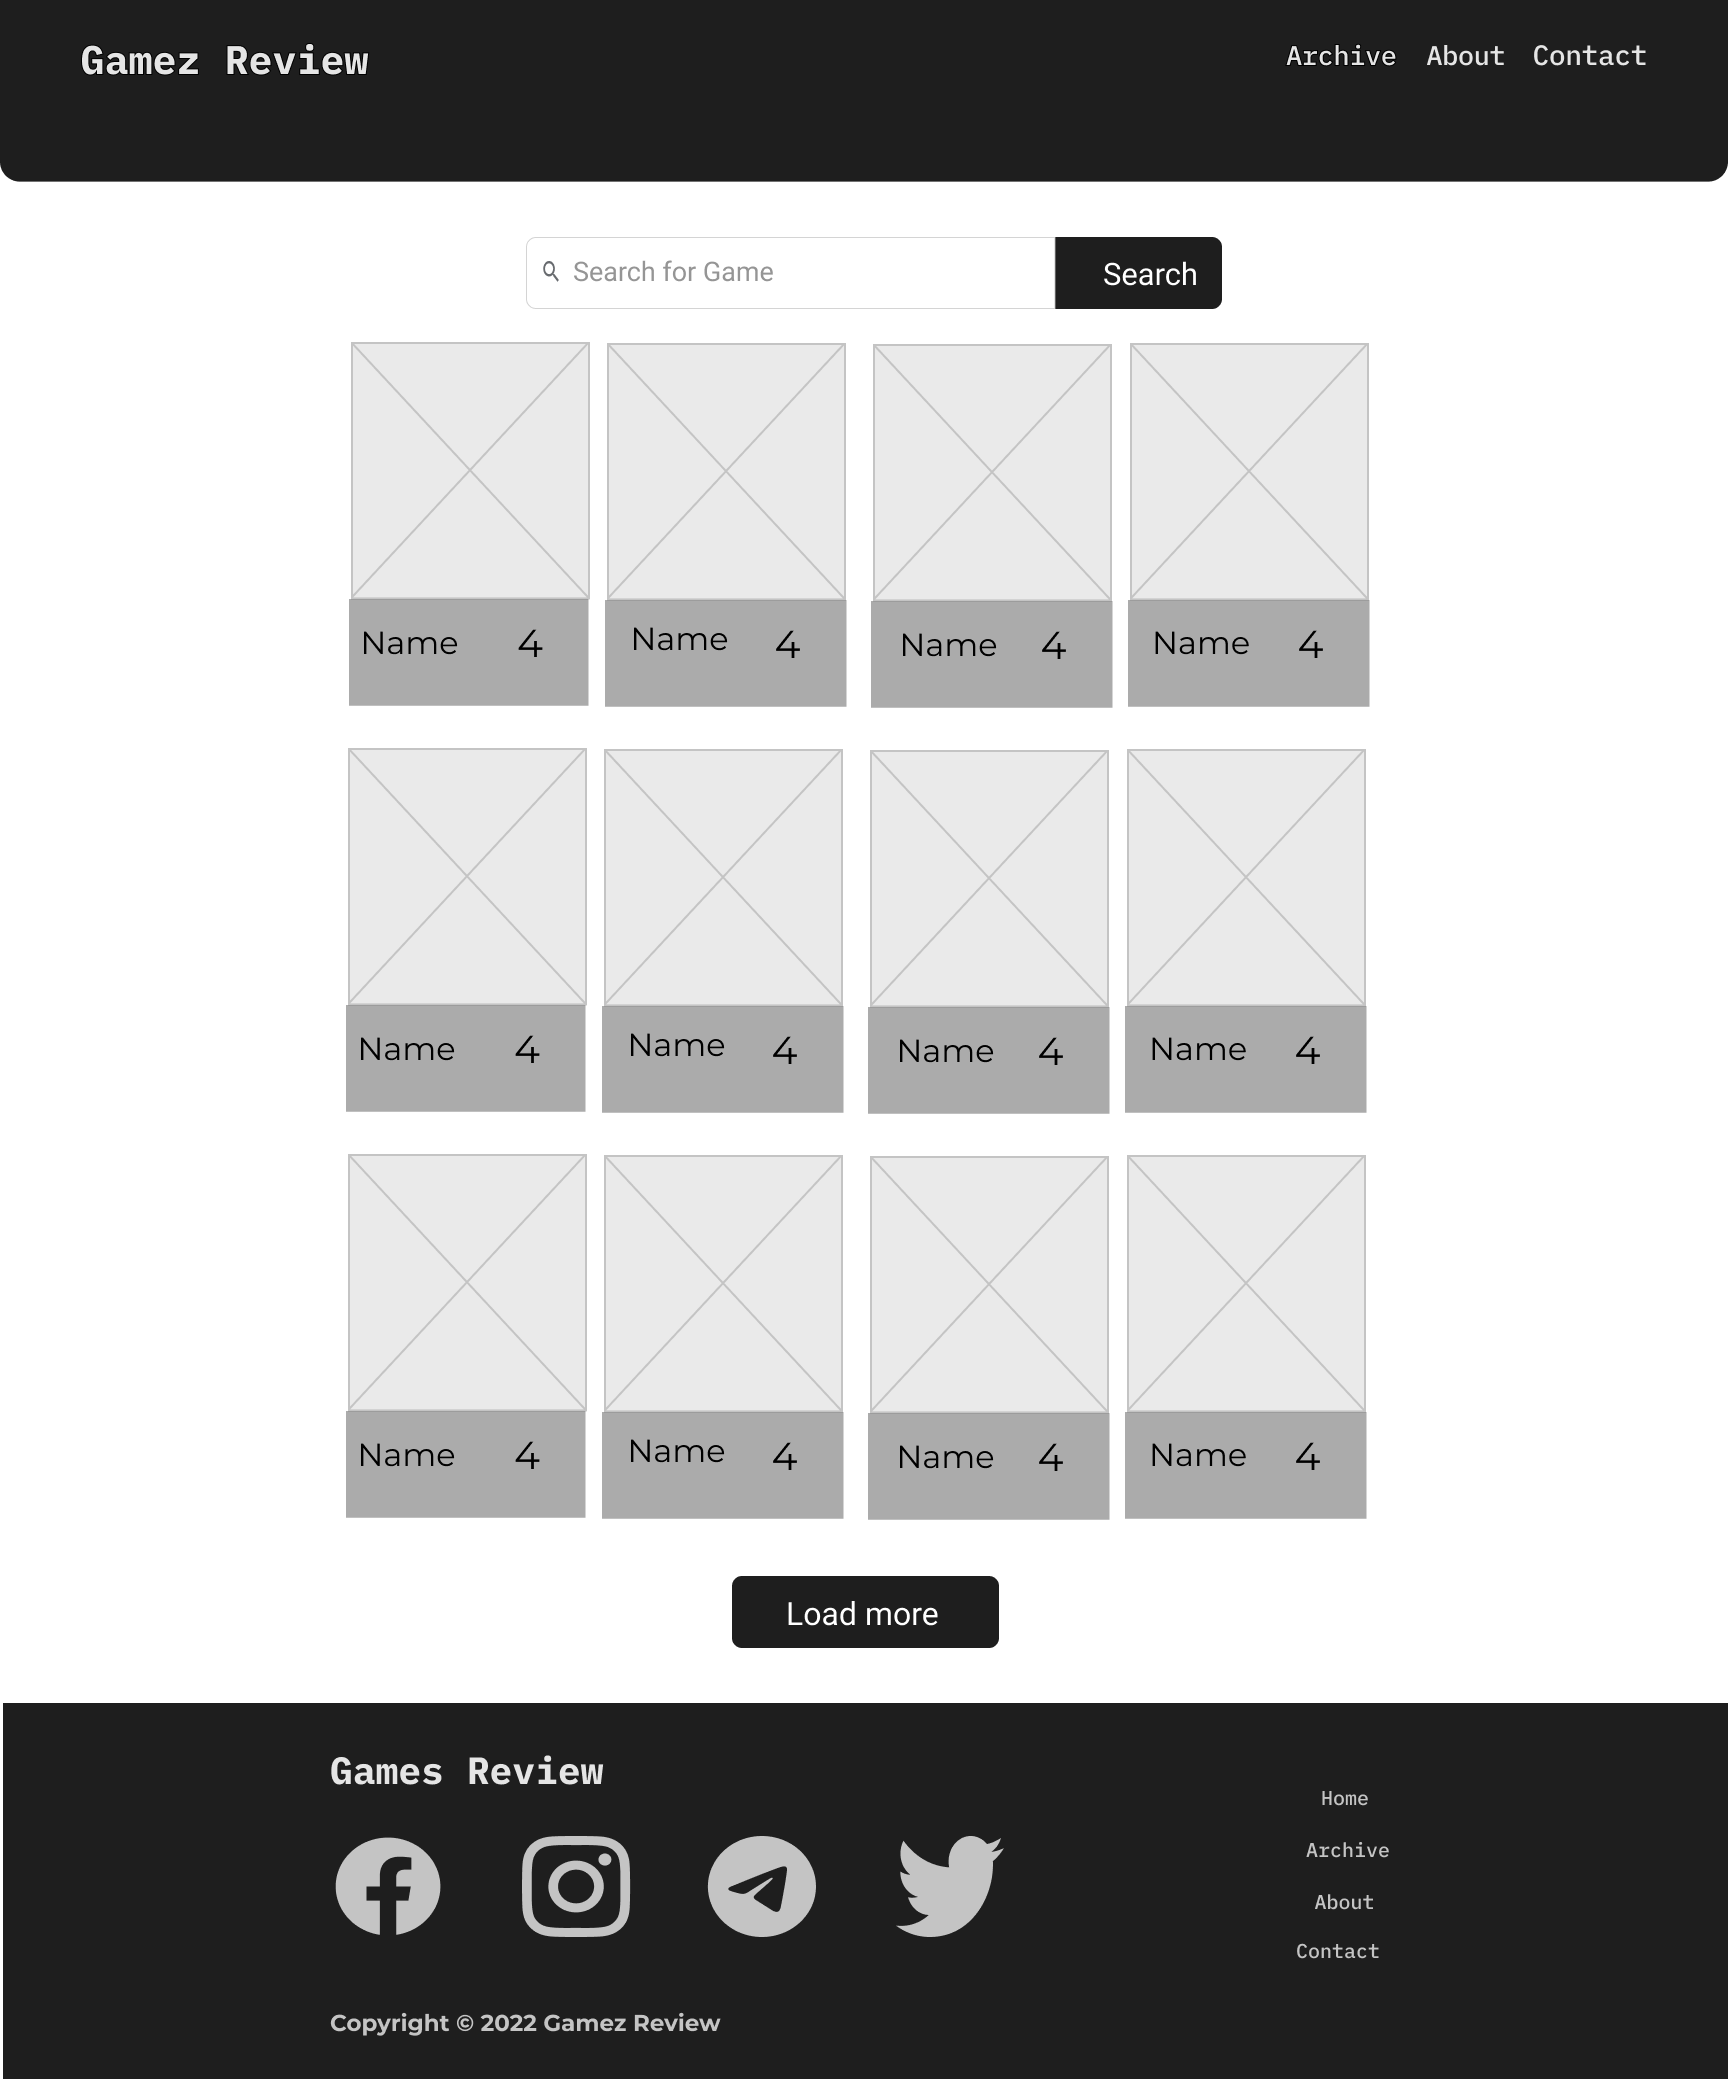 Gamez Review
Archive About Contact
Search for Game
Search
Name 4 Name 4 Name 4 Name 4
Name 4 Name 4 Name 4 Name 4
Name 4 Name 4 Name 4 Name 4
Load more
Games Review
Home
Archive
About
Contact
Copyright © 2022 Gamez Review